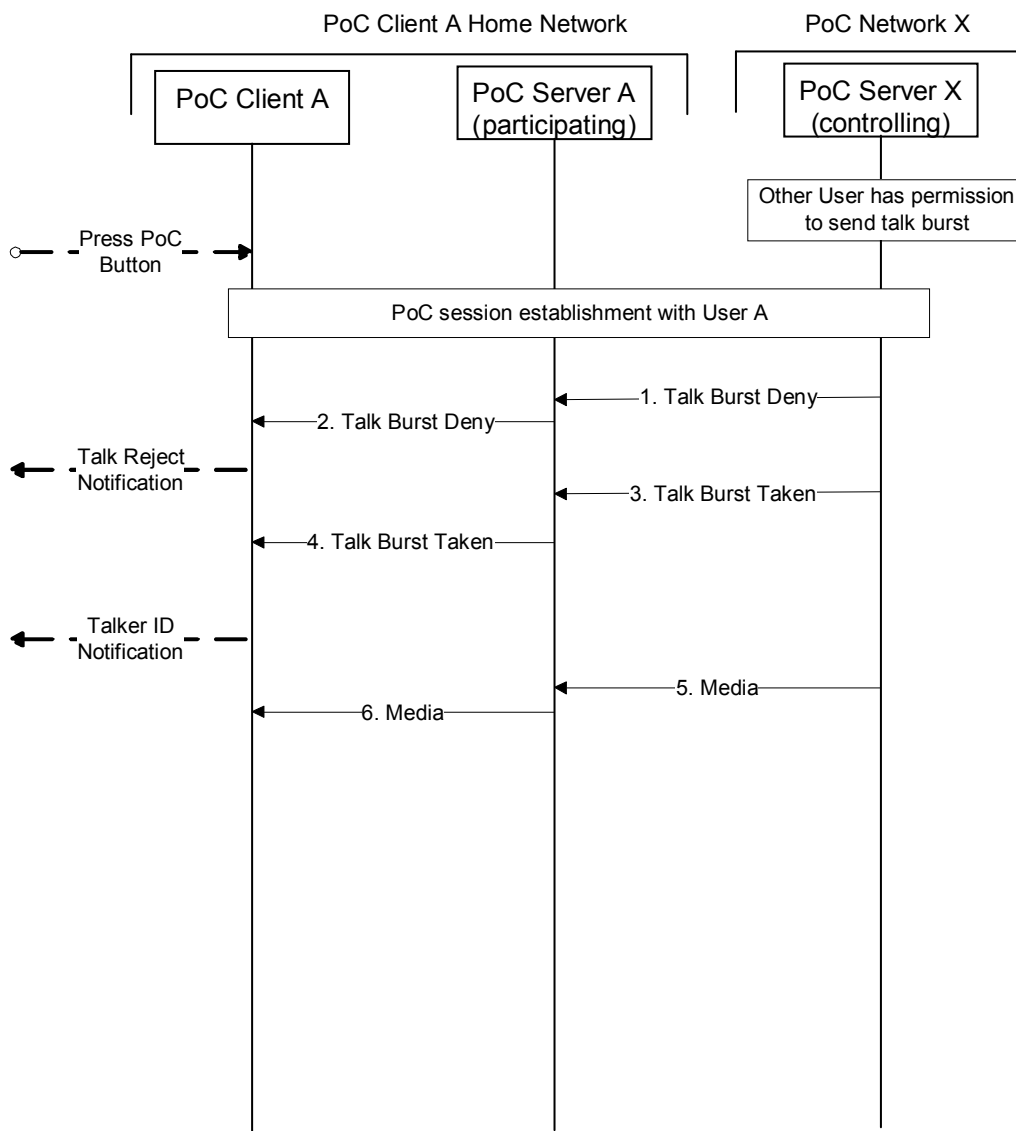 PoC Client A Home Network
PoC Network X
PoC Client A
PoC Server A
(participating)
PoC Server X
(controlling)
Other User has permission
to send talk burst
Press PoC
Button
PoC session establishment with User A
1. Talk Burst Deny
2. Talk Burst Deny
Talk Reject
Notification
3. Talk Burst Taken
4. Talk Burst Taken
Talker ID
Notification
5. Media
6. Media